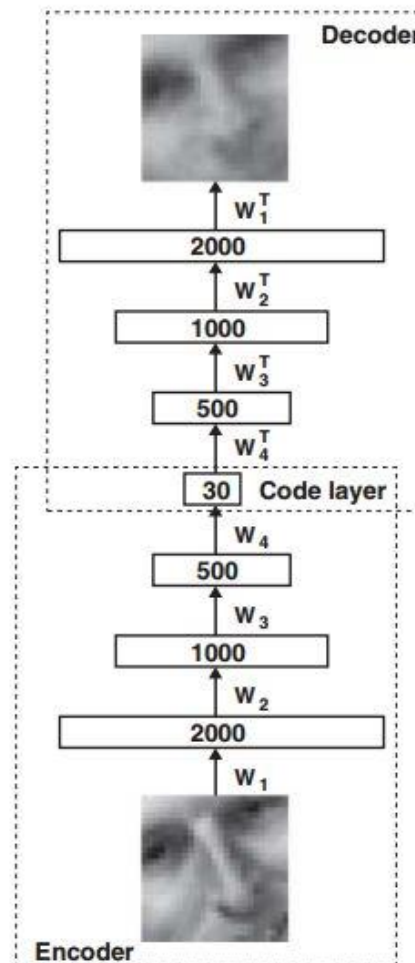 Decoder
W₁ᵀ
2000
W₂ᵀ
1000
W₃ᵀ
500
W₄ᵀ
30 Code layer
W₄
500
W₃
1000
W₂
2000
W₁
Encoder